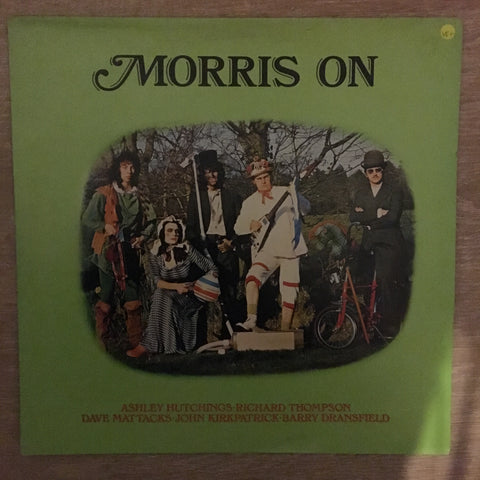 MORRIS ON
ASHLEY HUTCHINGS·RICHARD THOMPSON
DAVE MATTACKS·JOHN KIRKPATRICK·BARRY DRANSFIELD